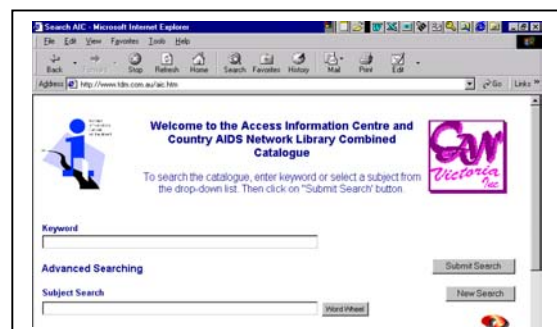 Search AIC - Microsoft Internet Explorer
File Edit View Favorites Tools Help
Back Stop Refresh Home Search Favorites History Mail Print Edit
Address http://www.tdm.com.au/aic.htm Go Links »
Welcome to the Access Information Centre and
Country AIDS Network Library Combined
Catalogue
CAN
Victoria
Inc
To search the catalogue, enter keyword or select a subject from
the drop-down list. Then click on "Submit Search' button.
Keyword
Advanced Searching
Submit Search
Subject Search
New Search
Word Wheel